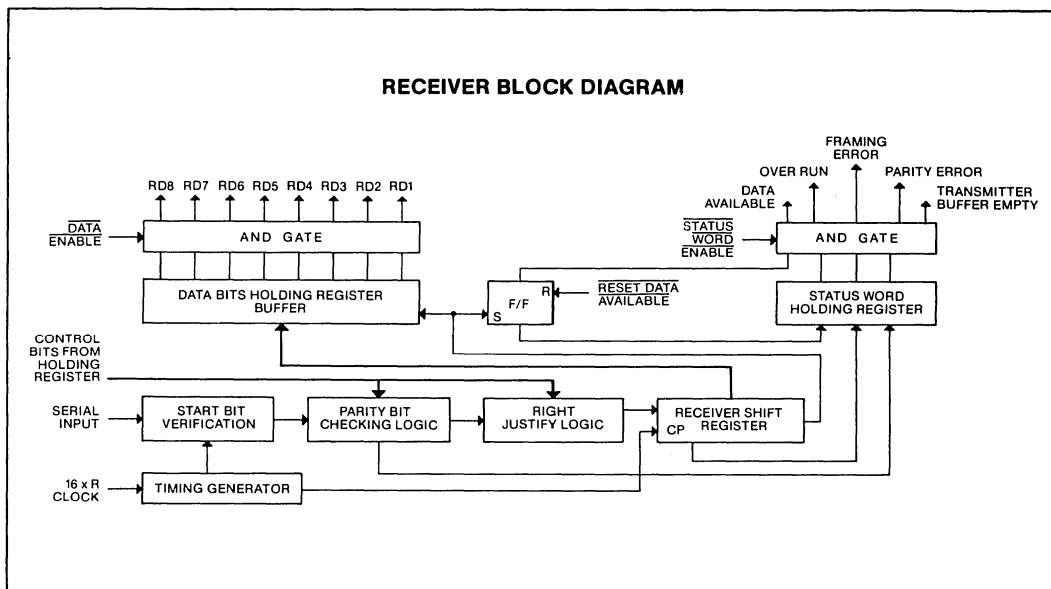 RECEIVER BLOCK DIAGRAM
FRAMING
ERROR
OVER RUN
PARITY ERROR
DATA
AVAILABLE
TRANSMITTER
BUFFER EMPTY
RD8 RD7 RD6 RD5 RD4 RD3 RD2 RD1
DATA
ENABLE
AND GATE
STATUS
WORD
ENABLE
AND GATE
DATA BITS HOLDING REGISTER
BUFFER
F/F
R
S
RESET DATA
AVAILABLE
STATUS WORD
HOLDING REGISTER
CONTROL
BITS FROM
HOLDING
REGISTER
SERIAL
INPUT
START BIT
VERIFICATION
PARITY BIT
CHECKING LOGIC
RIGHT
JUSTIFY LOGIC
RECEIVER SHIFT
REGISTER
CP
16 x R
CLOCK
TIMING GENERATOR